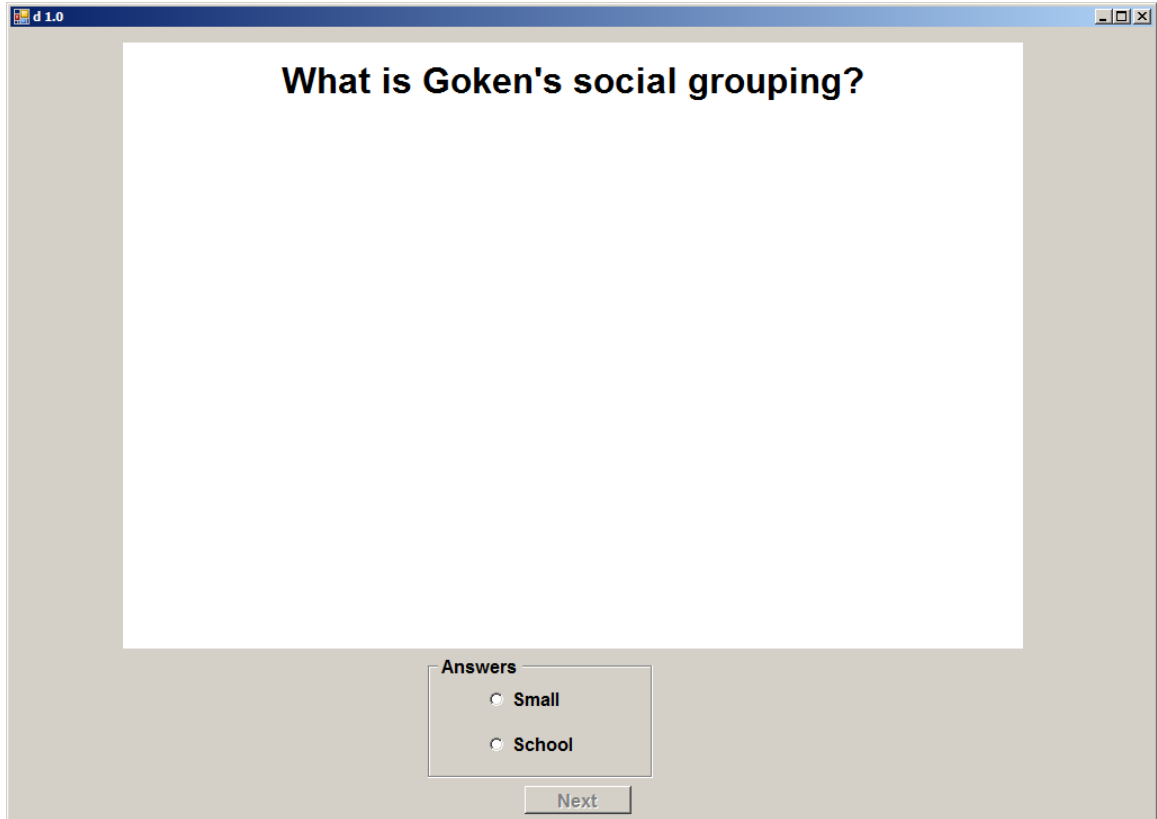 d 1.0
What is Goken's social grouping?
Answers
Small
School
Next